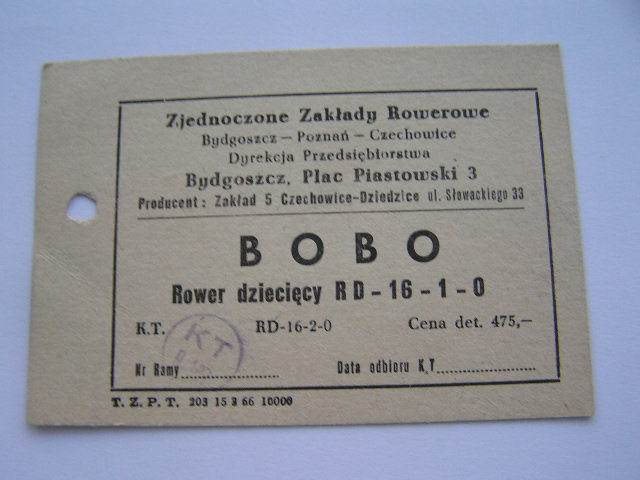 Zjednoczone Zakłady Rowerowe
Bydgoszcz – Poznań – Czechowice
Dyrekcja Przedsiębiorstwa
Bydgoszcz, Plac Piastowski 3
Producent: Zakład 5 Czechowice-Dziedzice ul. Słowackiego 33
BOBO
Rower dziecięcy RD-16-1-0
K.T. RD-16-2-0 Cena det. 475,–
KT
Nr Ramy.................... Data odbioru K.T....................
T. Z. P. T. 203 15 3 66 10000